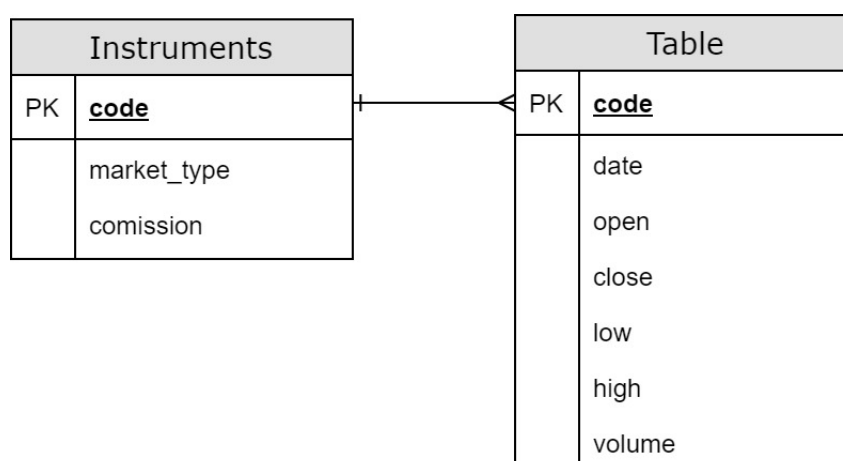 Instruments
PK code
market_type
comission
Table
PK code
date
open
close
low
high
volume